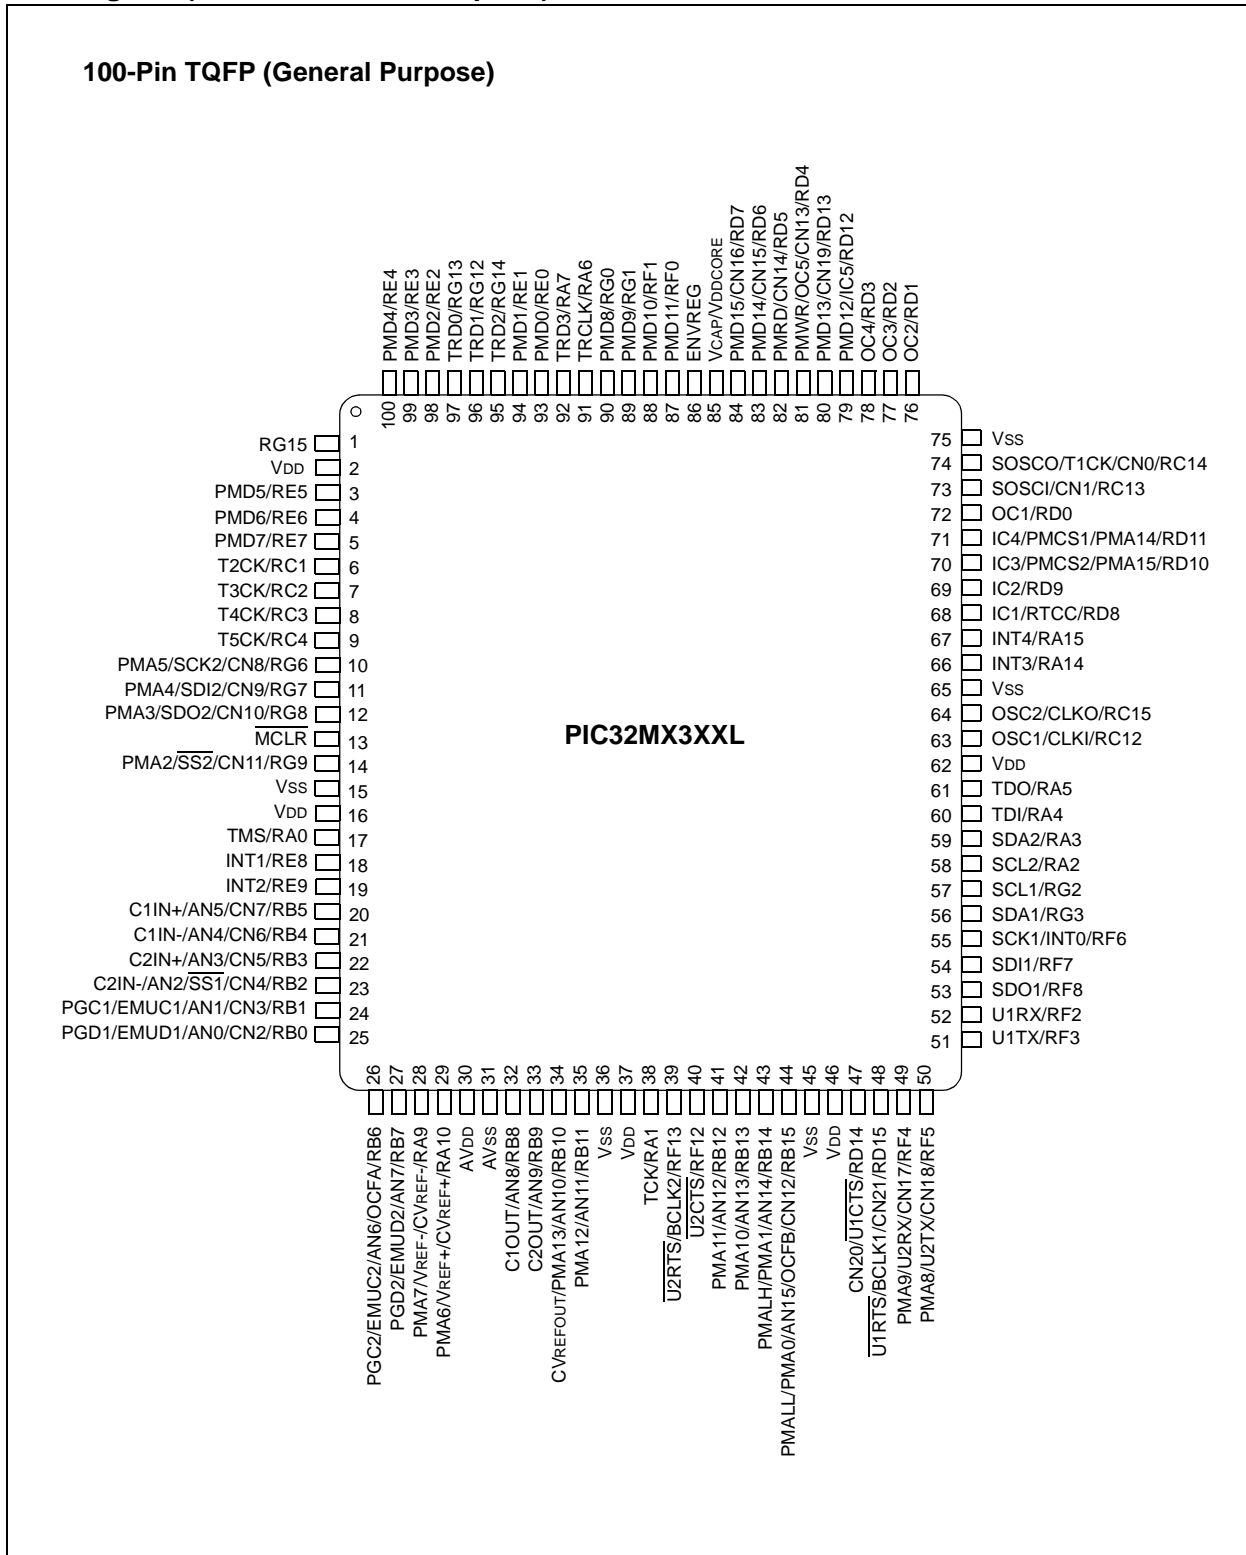 100-Pin TQFP (General Purpose)
PMD4/RE4
PMD3/RE3
PMD2/RE2
TRD0/RG13
TRD1/RG12
TRD2/RG14
PMD1/RE1
PMD0/RE0
TRD3/RA7
TRCLK/RA6
PMD8/RG0
PMD9/RG1
PMD10/RF1
PMD11/RF0
ENVREG
VCAP/VDDCORE
PMD15/CN16/RD7
PMD14/CN15/RD6
PMRD/CN14/RD5
PMWR/OC5/CN13/RD4
PMD13/CN19/RD13
PMD12/IC5/RD12
OC4/RD3
OC3/RD2
OC2/RD1
100 99 98 97 96 95 94 93 92 91 90 89 88 87 86 85 84 83 82 81 80 79 78 77 76
RG15 1
VDD 2
PMD5/RE5 3
PMD6/RE6 4
PMD7/RE7 5
T2CK/RC1 6
T3CK/RC2 7
T4CK/RC3 8
T5CK/RC4 9
PMA5/SCK2/CN8/RG6 10
PMA4/SDI2/CN9/RG7 11
PMA3/SDO2/CN10/RG8 12
MCLR 13
PMA2/SS2/CN11/RG9 14
VSS 15
VDD 16
TMS/RA0 17
INT1/RE8 18
INT2/RE9 19
C1IN+/AN5/CN7/RB5 20
C1IN-/AN4/CN6/RB4 21
C2IN+/AN3/CN5/RB3 22
C2IN-/AN2/SS1/CN4/RB2 23
PGC1/EMUC1/AN1/CN3/RB1 24
PGD1/EMUD1/AN0/CN2/RB0 25
PIC32MX3XXL
75 VSS
74 SOSCO/T1CK/CN0/RC14
73 SOSCI/CN1/RC13
72 OC1/RD0
71 IC4/PMCS1/PMA14/RD11
70 IC3/PMCS2/PMA15/RD10
69 IC2/RD9
68 IC1/RTCC/RD8
67 INT4/RA15
66 INT3/RA14
65 VSS
64 OSC2/CLKO/RC15
63 OSC1/CLKI/RC12
62 VDD
61 TDO/RA5
60 TDI/RA4
59 SDA2/RA3
58 SCL2/RA2
57 SCL1/RG2
56 SDA1/RG3
55 SCK1/INT0/RF6
54 SDI1/RF7
53 SDO1/RF8
52 U1RX/RF2
51 U1TX/RF3
26 27 28 29 30 31 32 33 34 35 36 37 38 39 40 41 42 43 44 45 46 47 48 49 50
PGC2/EMUC2/AN6/OCFA/RB6
PGD2/EMUD2/AN7/RB7
PMA7/VREF-/CVREF-/RA9
PMA6/VREF+/CVREF+/RA10
AVDD
AVSS
C1OUT/AN8/RB8
C2OUT/AN9/RB9
CVREFOUT/PMA13/AN10/RB10
PMA12/AN11/RB11
VSS
VDD
TCK/RA1
U2RTS/BCLK2/RF13
U2CTS/RF12
PMA11/AN12/RB12
PMA10/AN13/RB13
PMALH/PMA1/AN14/RB14
PMALL/PMA0/AN15/OCFB/CN12/RB15
VSS
VDD
CN20/U1CTS/RD14
U1RTS/BCLK1/CN21/RD15
PMA9/U2RX/CN17/RF4
PMA8/U2TX/CN18/RF5